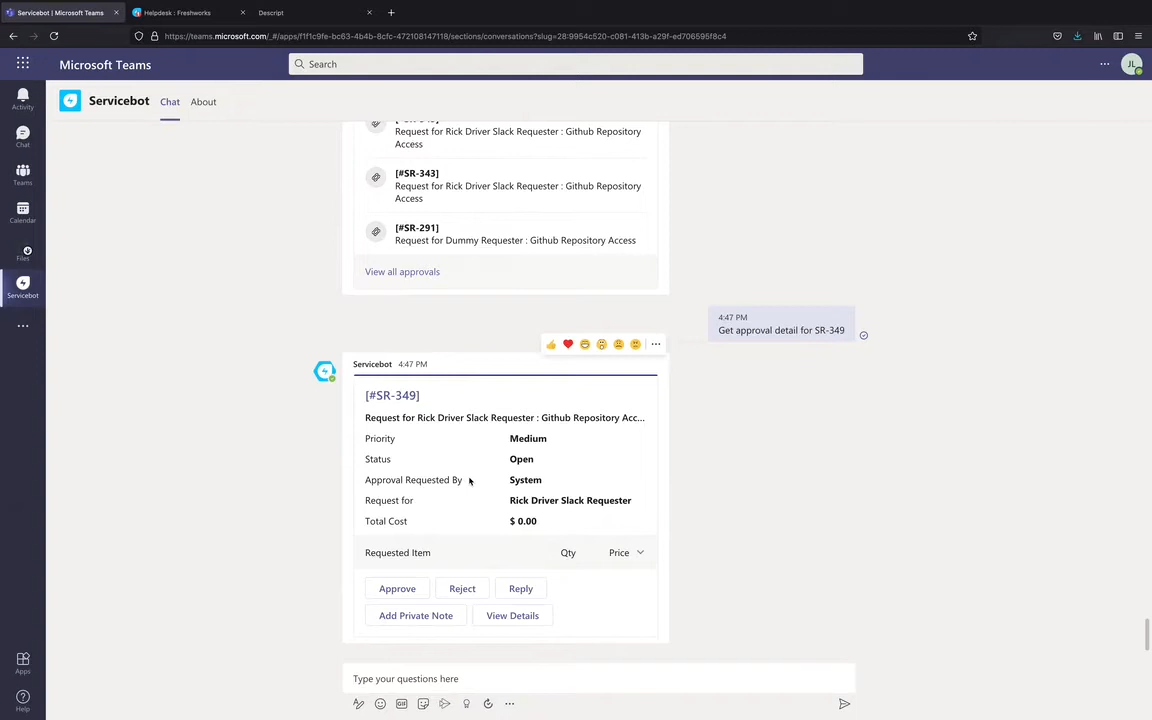 Servicebot | Microsoft Teams
Helpdesk : Freshworks
Descript
https://teams.microsoft.com/_#/apps/f1f1c9fe-bc63-4b4b-8cfc-472108147118/sections/conversations?slug=28:9954c520-c081-413b-a29f-ed706595f8c4
Microsoft Teams
Search
JL
Activity
Chat
Teams
Calendar
Files
Servicebot
Apps
Help
Servicebot
Chat
About
Request for Rick Driver Slack Requester : Github Repository
Access
[#SR-343]
Request for Rick Driver Slack Requester : Github Repository
Access
[#SR-291]
Request for Dummy Requester : Github Repository Access
View all approvals
4:47 PM
Get approval detail for SR-349
Servicebot 4:47 PM
[#SR-349]
Request for Rick Driver Slack Requester : Github Repository Acc...
Priority Medium
Status Open
Approval Requested By System
Request for Rick Driver Slack Requester
Total Cost $ 0.00
Requested Item Qty Price
Approve Reject Reply
Add Private Note View Details
Type your questions here
GIF